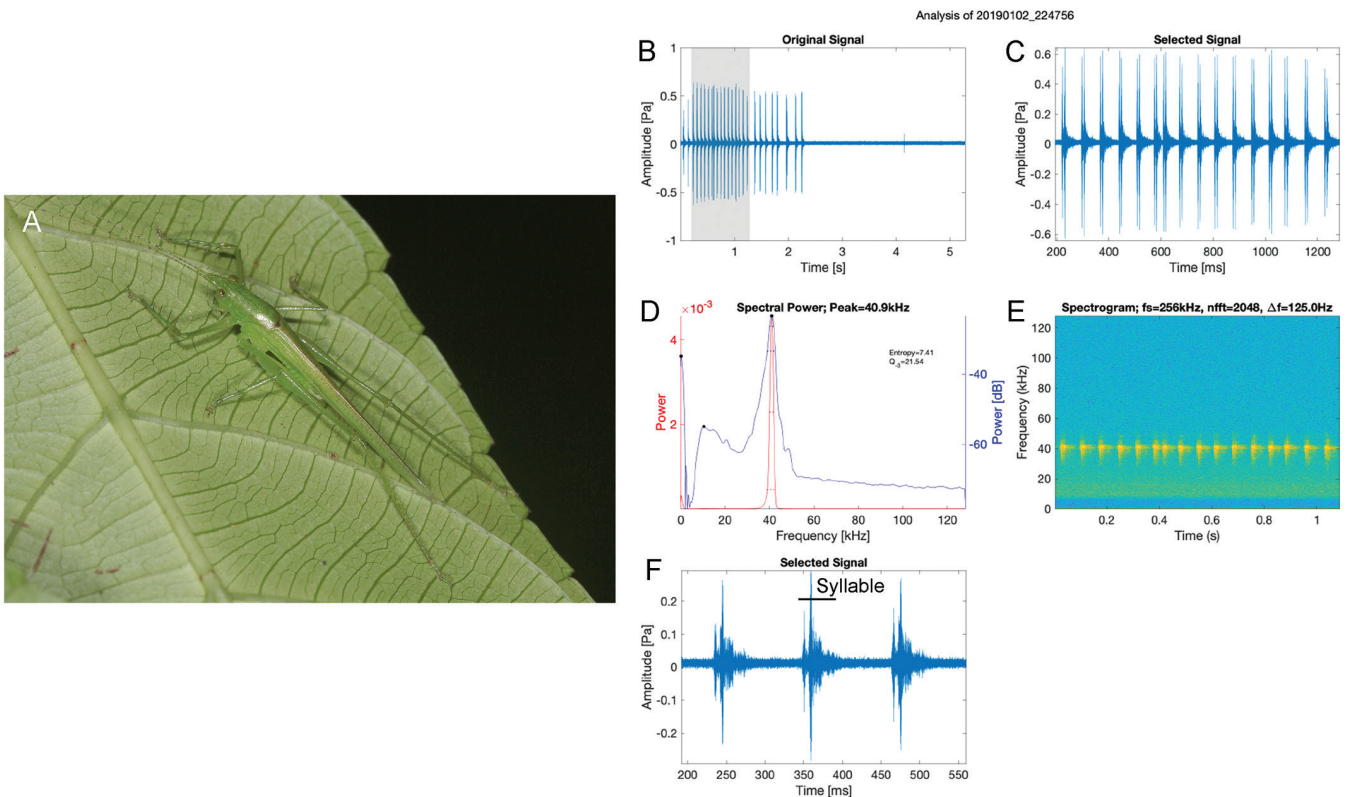 Analysis of 20190102_224756
A
B
Original Signal
1
0.5
0
-0.5
-1
Amplitude [Pa]
1 2 3 4 5
Time [s]
C
Selected Signal
0.6
0.4
0.2
0
-0.2
-0.4
-0.6
Amplitude [Pa]
200 400 600 800 1000 1200
Time [ms]
D
×10⁻³
Spectral Power; Peak=40.9kHz
Entropy=7.41
Q-3=21.54
4
2
Power
-40
-60
Power [dB]
0 20 40 60 80 100 120
Frequency [kHz]
E
Spectrogram; fs=256kHz, nfft=2048, Δf=125.0Hz
120
100
80
60
40
20
0
Frequency (kHz)
0.2 0.4 0.6 0.8 1
Time (s)
F
Selected Signal
Syllable
0.2
0.1
0
-0.1
-0.2
Amplitude [Pa]
200 250 300 350 400 450 500 550
Time [ms]